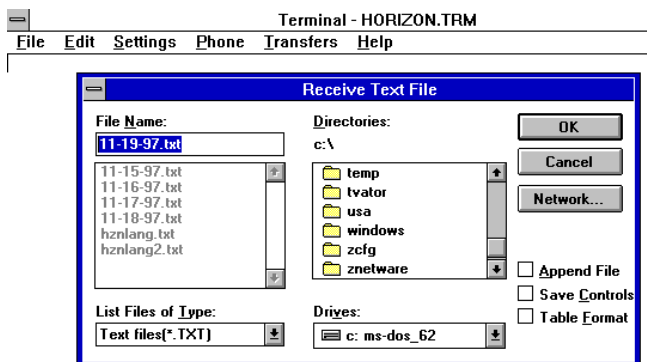 Terminal - HORIZON.TRM
File Edit Settings Phone Transfers Help
Receive Text File
File Name:
11-19-97.txt
11-15-97.txt
11-16-97.txt
11-17-97.txt
11-18-97.txt
hznlang.txt
hznlang2.txt
List Files of Type:
Text files(*.TXT)
Directories:
c:\
temp
tvator
usa
windows
zcfg
znetware
Drives:
c: ms-dos_62
OK
Cancel
Network...
Append File
Save Controls
Table Format